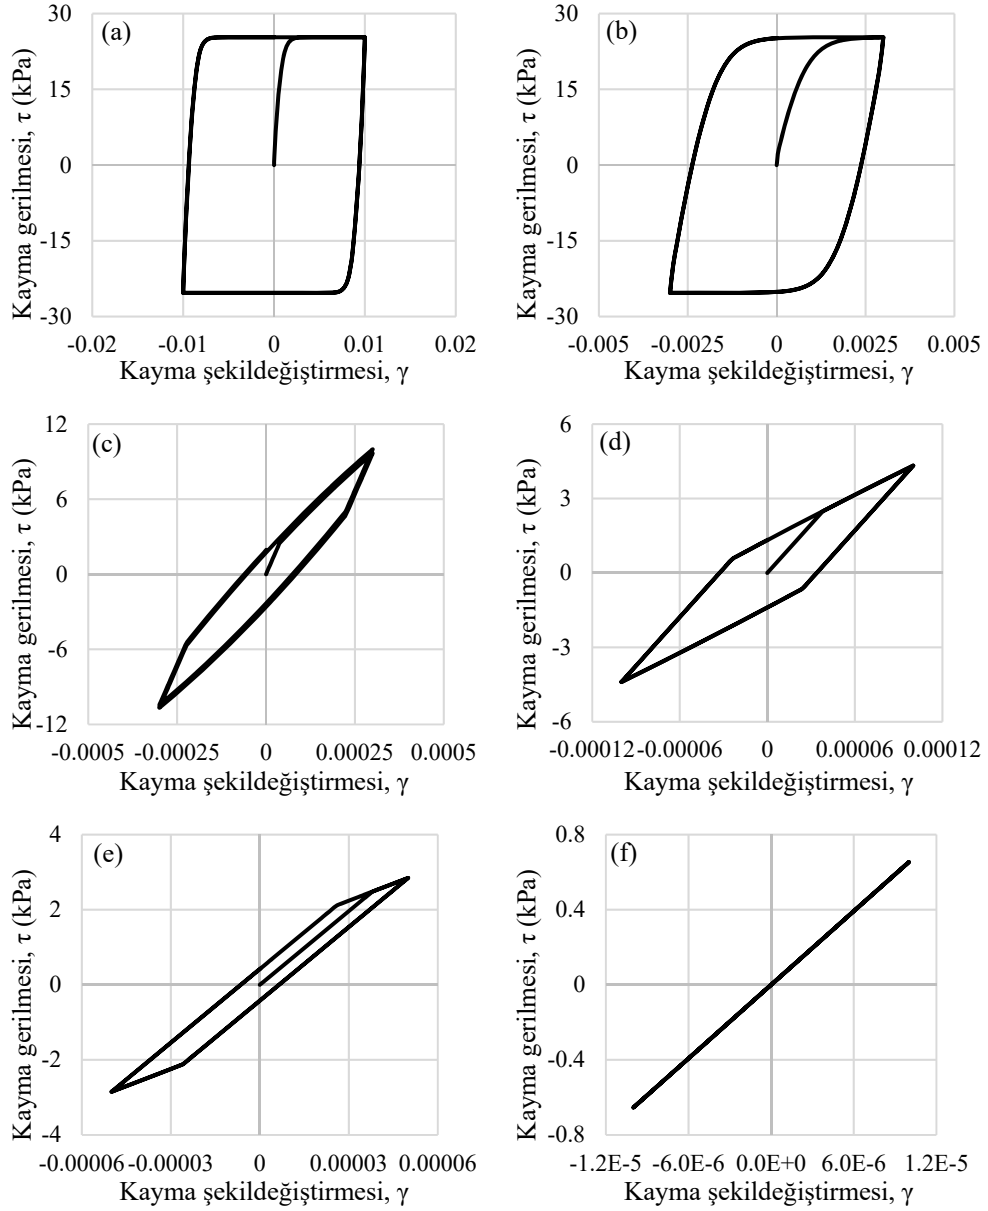 (a)
30
15
0
-15
-30
-0.02 -0.01 0 0.01 0.02
Kayma gerilmesi, τ (kPa)
Kayma şekildeğiştirmesi, γ
(b)
30
15
0
-15
-30
-0.005 -0.0025 0 0.0025 0.005
Kayma gerilmesi, τ (kPa)
Kayma şekildeğiştirmesi, γ
(c)
12
6
0
-6
-12
-0.0005 -0.00025 0 0.00025 0.0005
Kayma gerilmesi, τ (kPa)
Kayma şekildeğiştirmesi, γ
(d)
6
3
0
-3
-6
-0.00012 -0.00006 0 0.00006 0.00012
Kayma gerilmesi, τ (kPa)
Kayma şekildeğiştirmesi, γ
(e)
4
2
0
-2
-4
-0.00006 -0.00003 0 0.00003 0.00006
Kayma gerilmesi, τ (kPa)
Kayma şekildeğiştirmesi, γ
(f)
0.8
0.4
0
-0.4
-0.8
-1.2E-5 -6.0E-6 0.0E+0 6.0E-6 1.2E-5
Kayma gerilmesi, τ (kPa)
Kayma şekildeğiştirmesi, γ